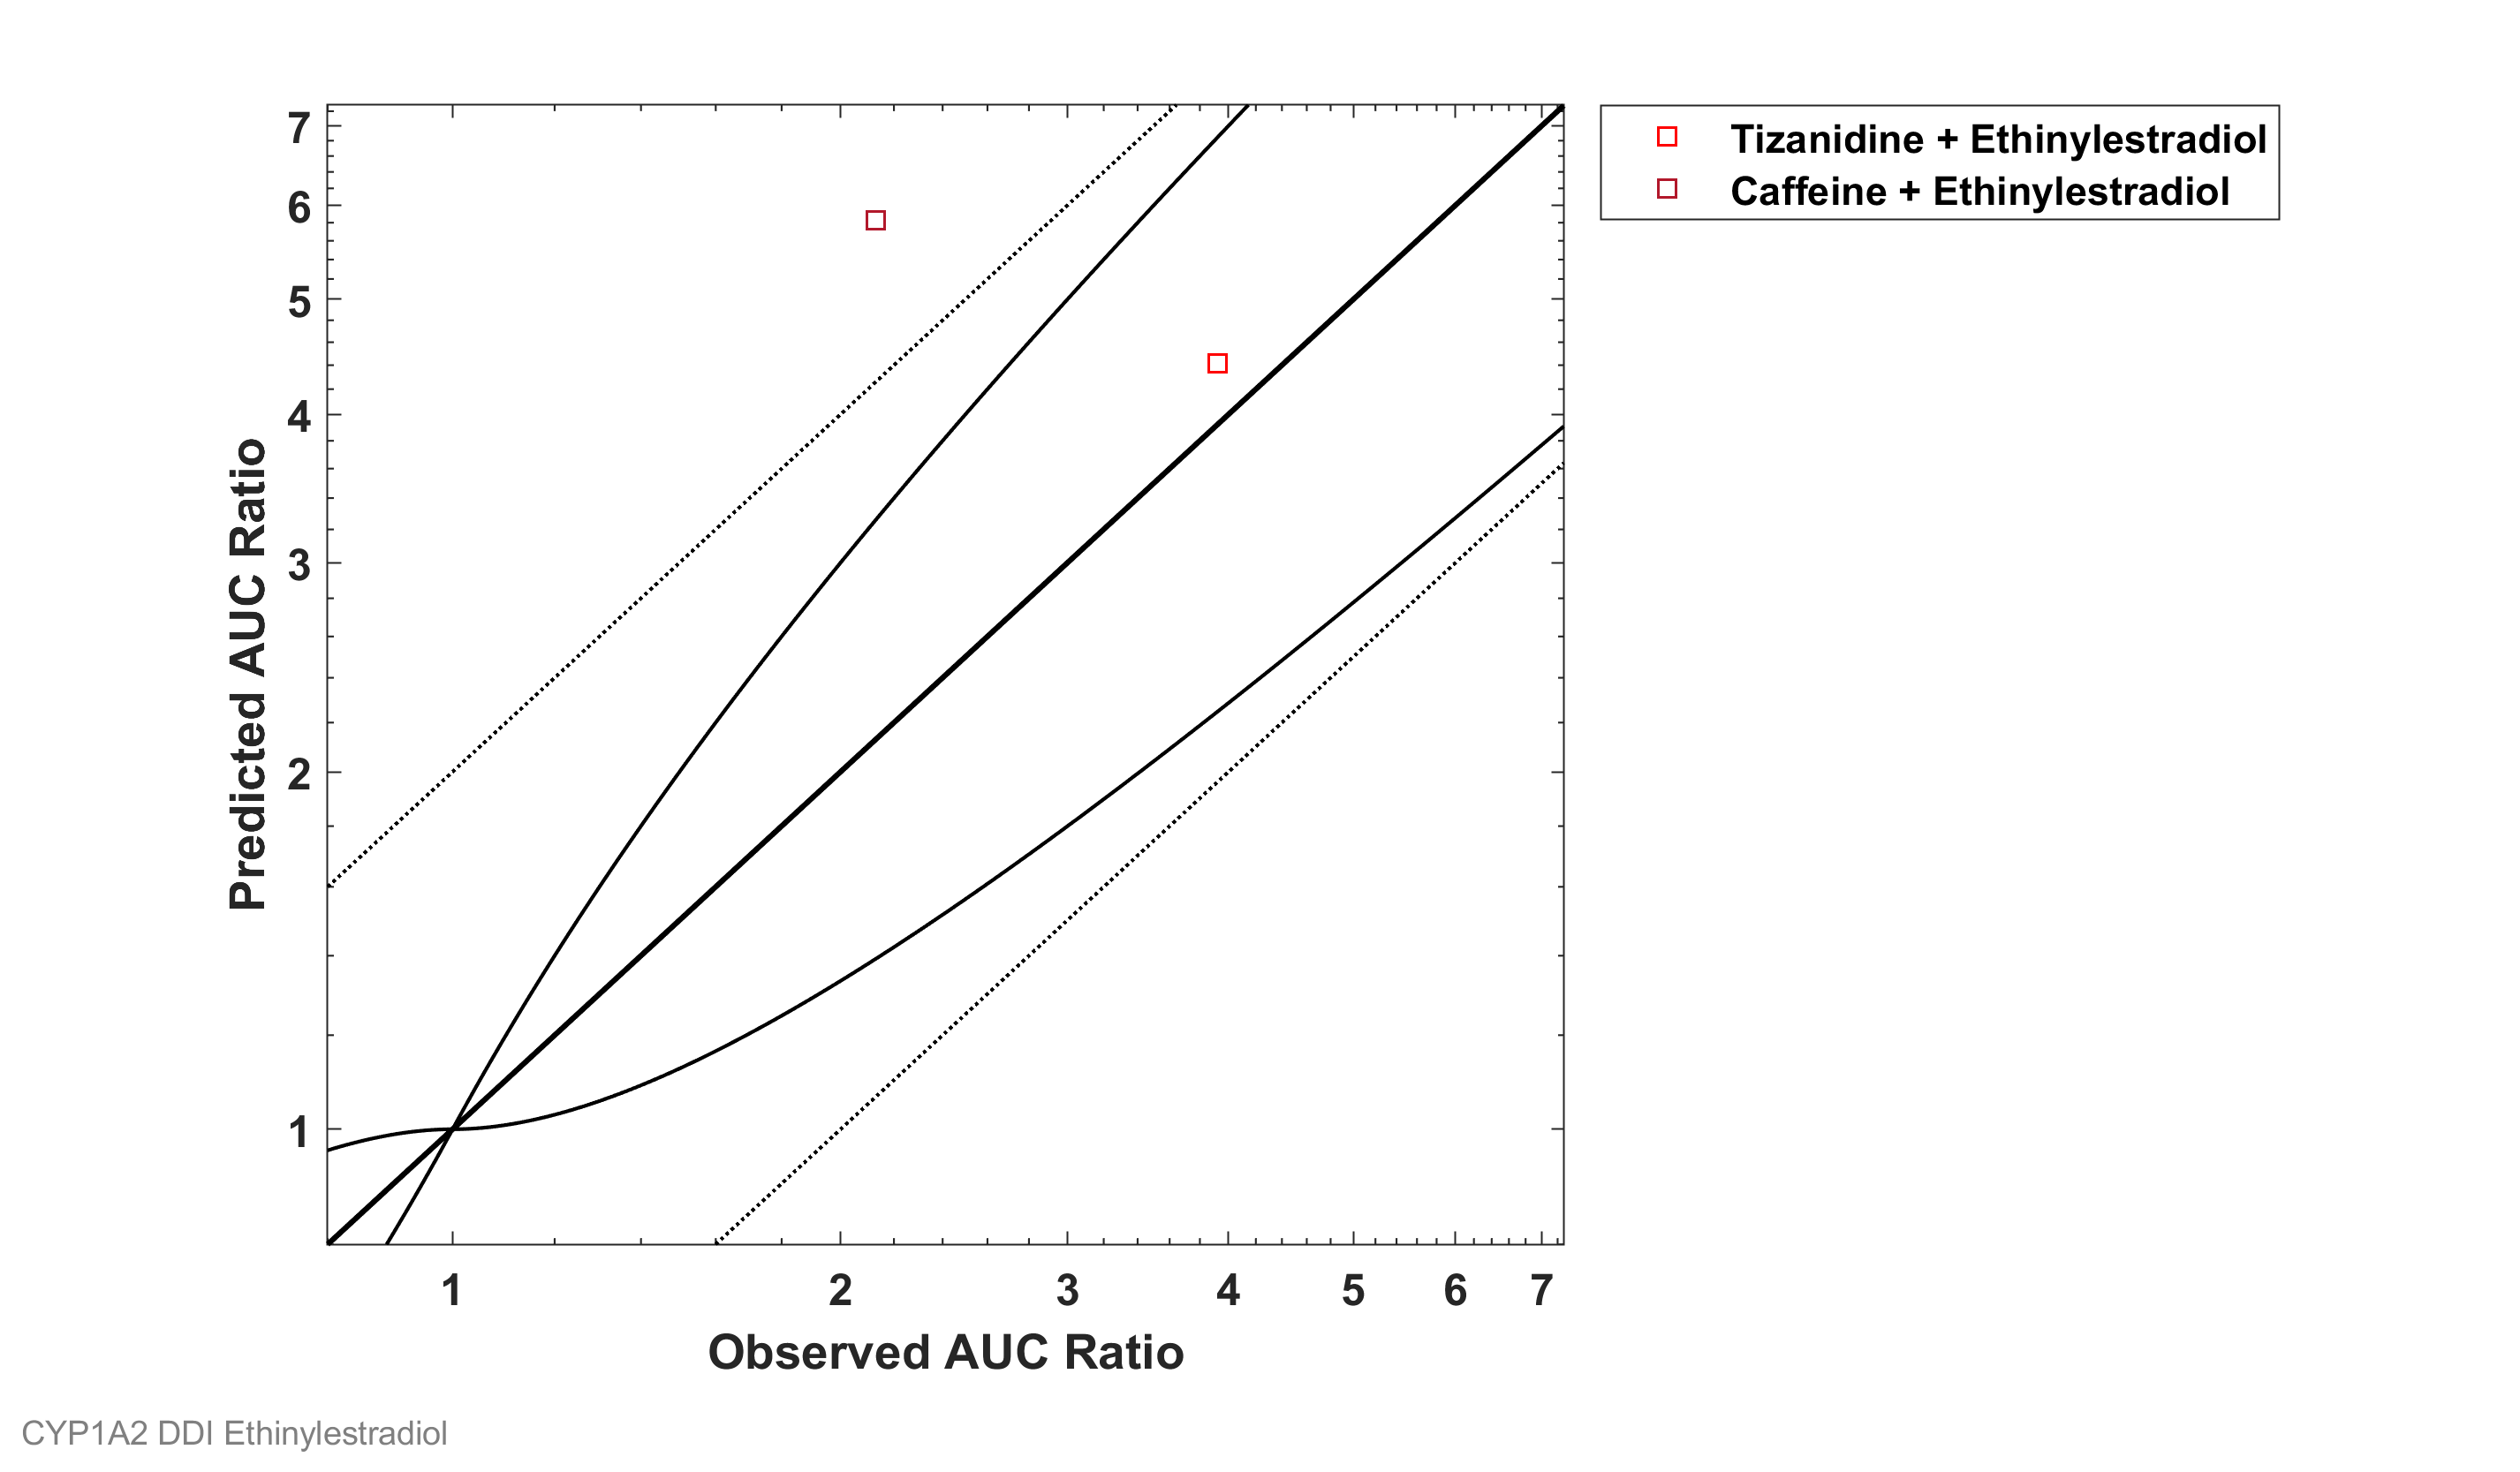 7
6
5
4
3
2
1
Predicted AUC Ratio
1 2 3 4 5 6 7
Observed AUC Ratio
Tizanidine + Ethinylestradiol
Caffeine + Ethinylestradiol
CYP1A2 DDI Ethinylestradiol